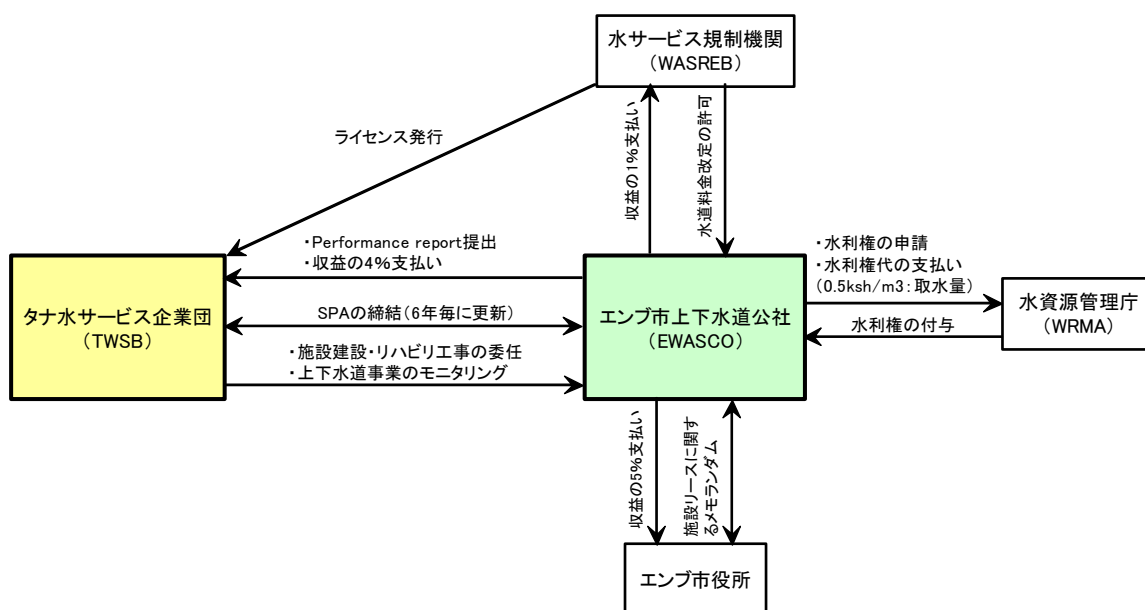 水サービス規制機関
(WASREB)
ライセンス発行
収益の1%支払い
水道料金改定の許可
・Performance report提出
・収益の4%支払い
・水利権の申請
・水利権代の支払い
(0.5ksh/m3:取水量)
タナ水サービス企業団
(TWSB)
SPAの締結(6年毎に更新)
エンブ市上下水道公社
(EWASCO)
水資源管理庁
(WRMA)
水利権の付与
・施設建設・リハビリ工事の委任
・上下水道事業のモニタリング
収益の5%支払い
施設リースに関す
るメモランダム
エンブ市役所